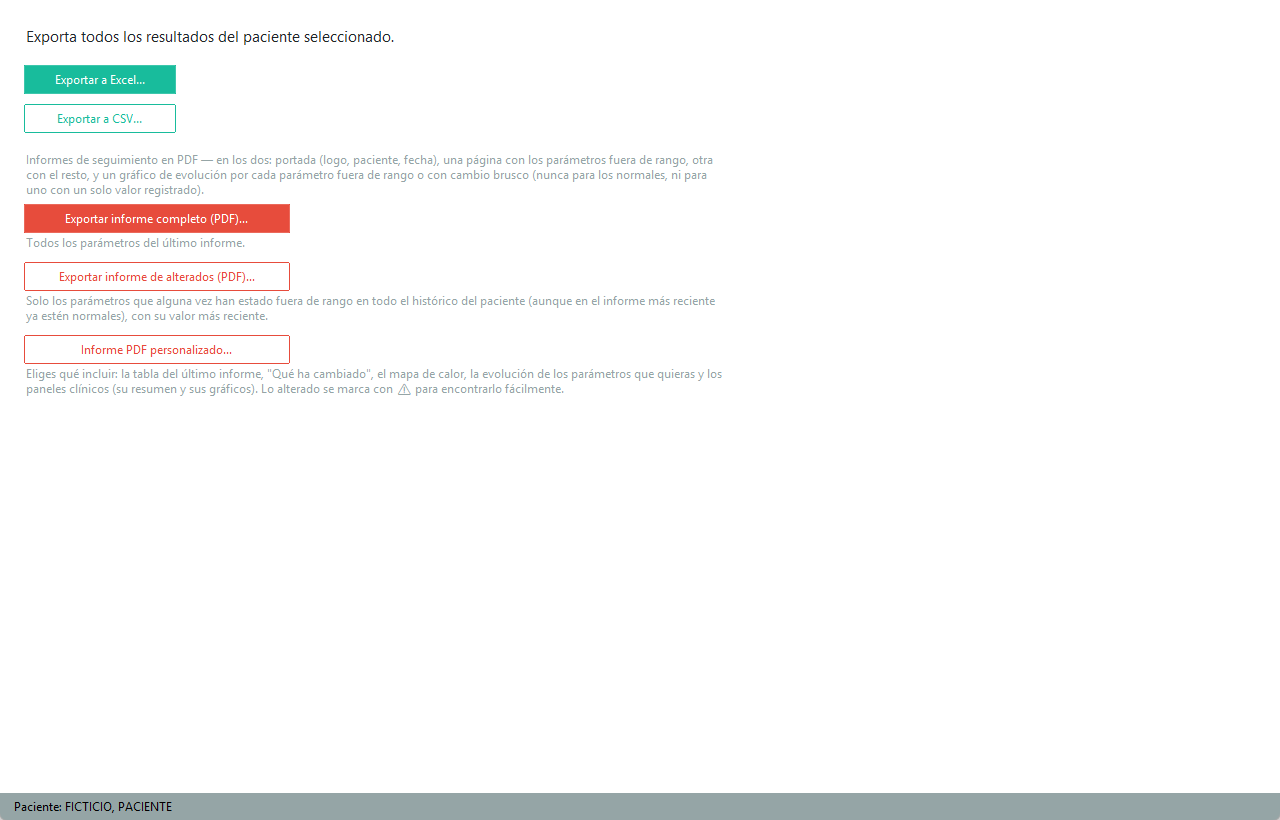 Exporta todos los resultados del paciente seleccionado.
Exportar a Excel...
Exportar a CSV...
Informes de seguimiento en PDF — en los dos: portada (logo, paciente, fecha), una página con los parámetros fuera de rango, otra
con el resto, y un gráfico de evolución por cada parámetro fuera de rango o con cambio brusco (nunca para los normales, ni para
uno con un solo valor registrado).
Exportar informe completo (PDF)...
Todos los parámetros del último informe.
Exportar informe de alterados (PDF)...
Solo los parámetros que alguna vez han estado fuera de rango en todo el histórico del paciente (aunque en el informe más reciente
ya estén normales), con su valor más reciente.
Informe PDF personalizado...
Eliges qué incluir: la tabla del último informe, "Qué ha cambiado", el mapa de calor, la evolución de los parámetros que quieras y los
paneles clínicos (su resumen y sus gráficos). Lo alterado se marca con ⚠ para encontrarlo fácilmente.
Paciente: FICTICIO, PACIENTE